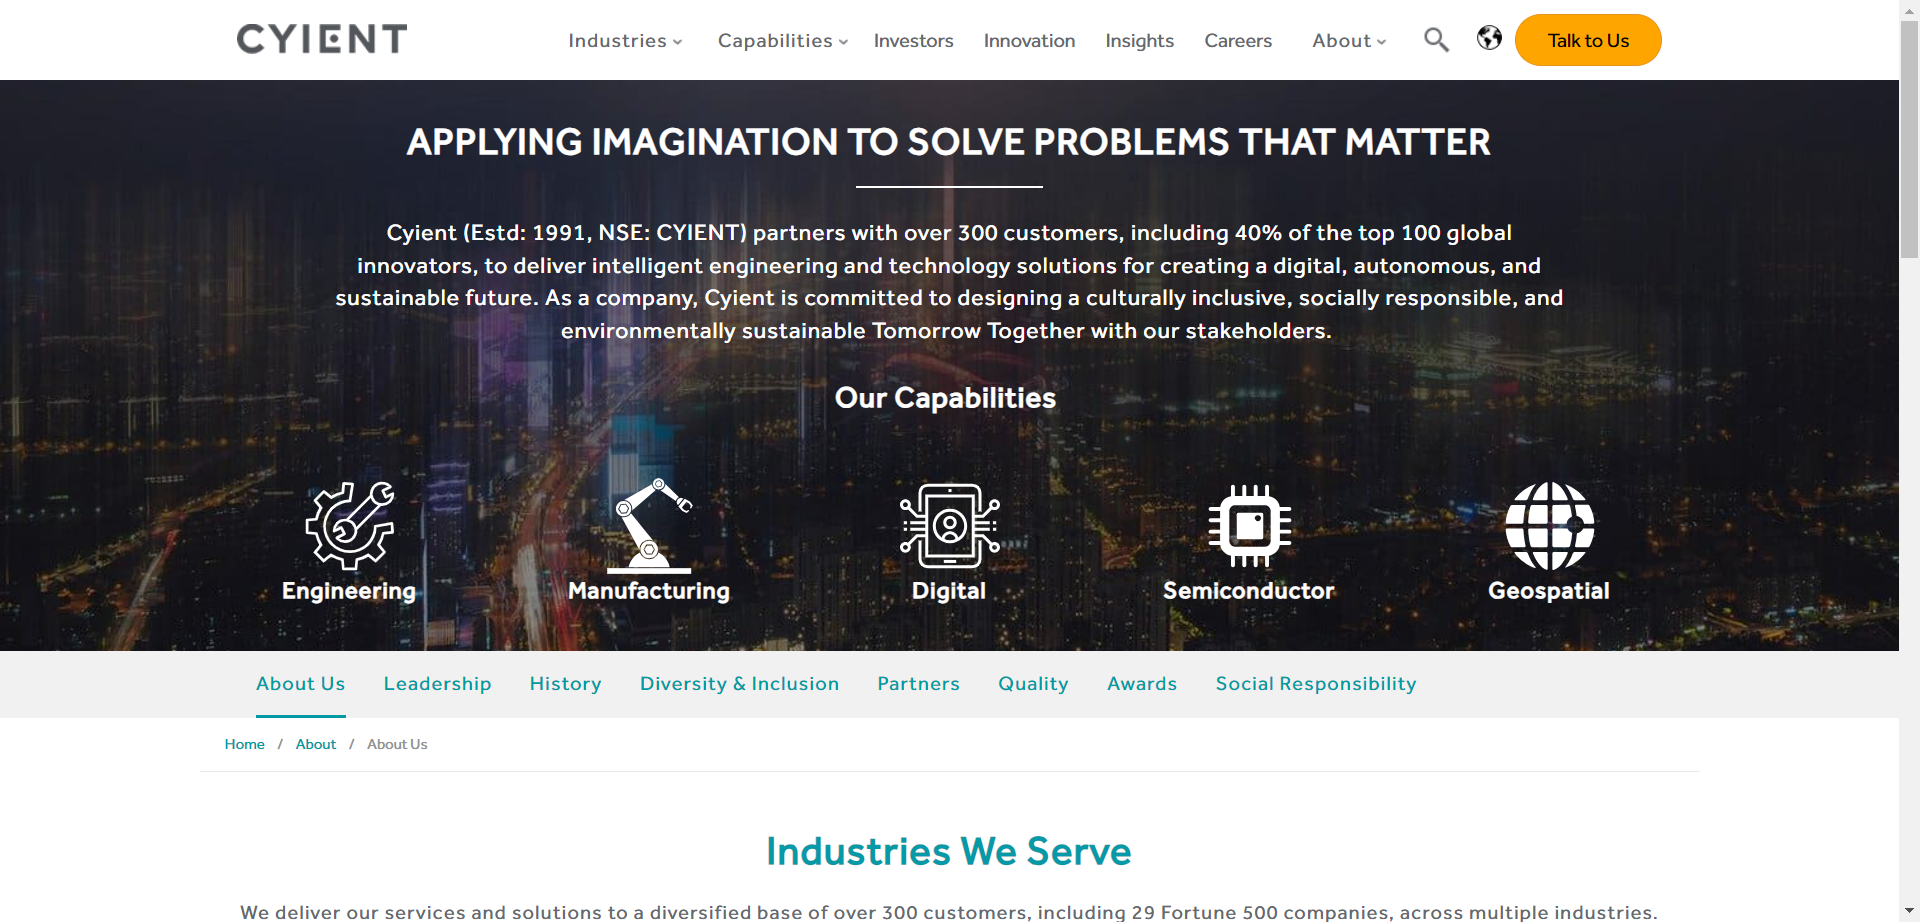 CYIENT
Industries
Capabilities
Investors
Innovation
Insights
Careers
About
Talk to Us
APPLYING IMAGINATION TO SOLVE PROBLEMS THAT MATTER
Cyient (Estd: 1991, NSE: CYIENT) partners with over 300 customers, including 40% of the top 100 global
innovators, to deliver intelligent engineering and technology solutions for creating a digital, autonomous, and
sustainable future. As a company, Cyient is committed to designing a culturally inclusive, socially responsible, and
environmentally sustainable Tomorrow Together with our stakeholders.
Our Capabilities
Engineering
Manufacturing
Digital
Semiconductor
Geospatial
About Us
Leadership
History
Diversity & Inclusion
Partners
Quality
Awards
Social Responsibility
Home / About / About Us
Industries We Serve
We deliver our services and solutions to a diversified base of over 300 customers, including 29 Fortune 500 companies, across multiple industries.